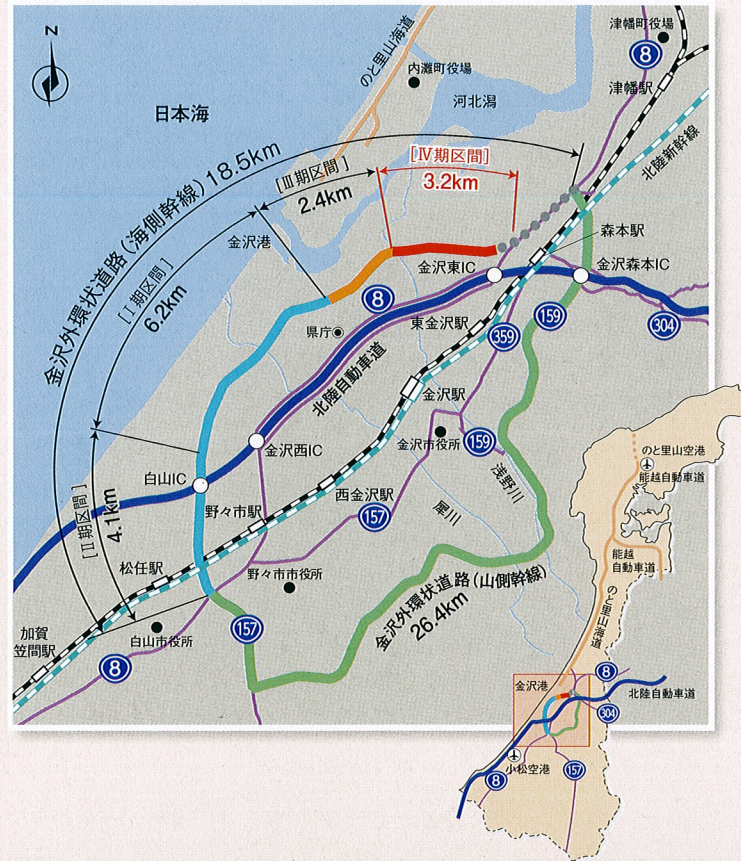 N
日本海
のと里山海道
内灘町役場
河北潟
津幡町役場
8
津幡駅
北陸新幹線
金沢外環状道路(海側幹線)18.5km
[Ⅲ期区間]
2.4km
[Ⅳ期区間]
3.2km
[Ⅰ期区間]
6.2km
[Ⅱ期区間]
4.1km
金沢港
金沢東IC
森本駅
金沢森本IC
8
県庁
東金沢駅
159
304
359
北陸自動車道
金沢駅
金沢市役所
159
浅野川
金沢西IC
白山IC
野々市駅
西金沢駅
157
犀川
松任駅
野々市市役所
白山市役所
157
金沢外環状道路(山側幹線)
26.4km
加賀
笠間駅
8
のと里山空港
能越自動車道
能越
自動車道
のと里山海道
金沢港
8
北陸自動車道
304
小松空港
8
157